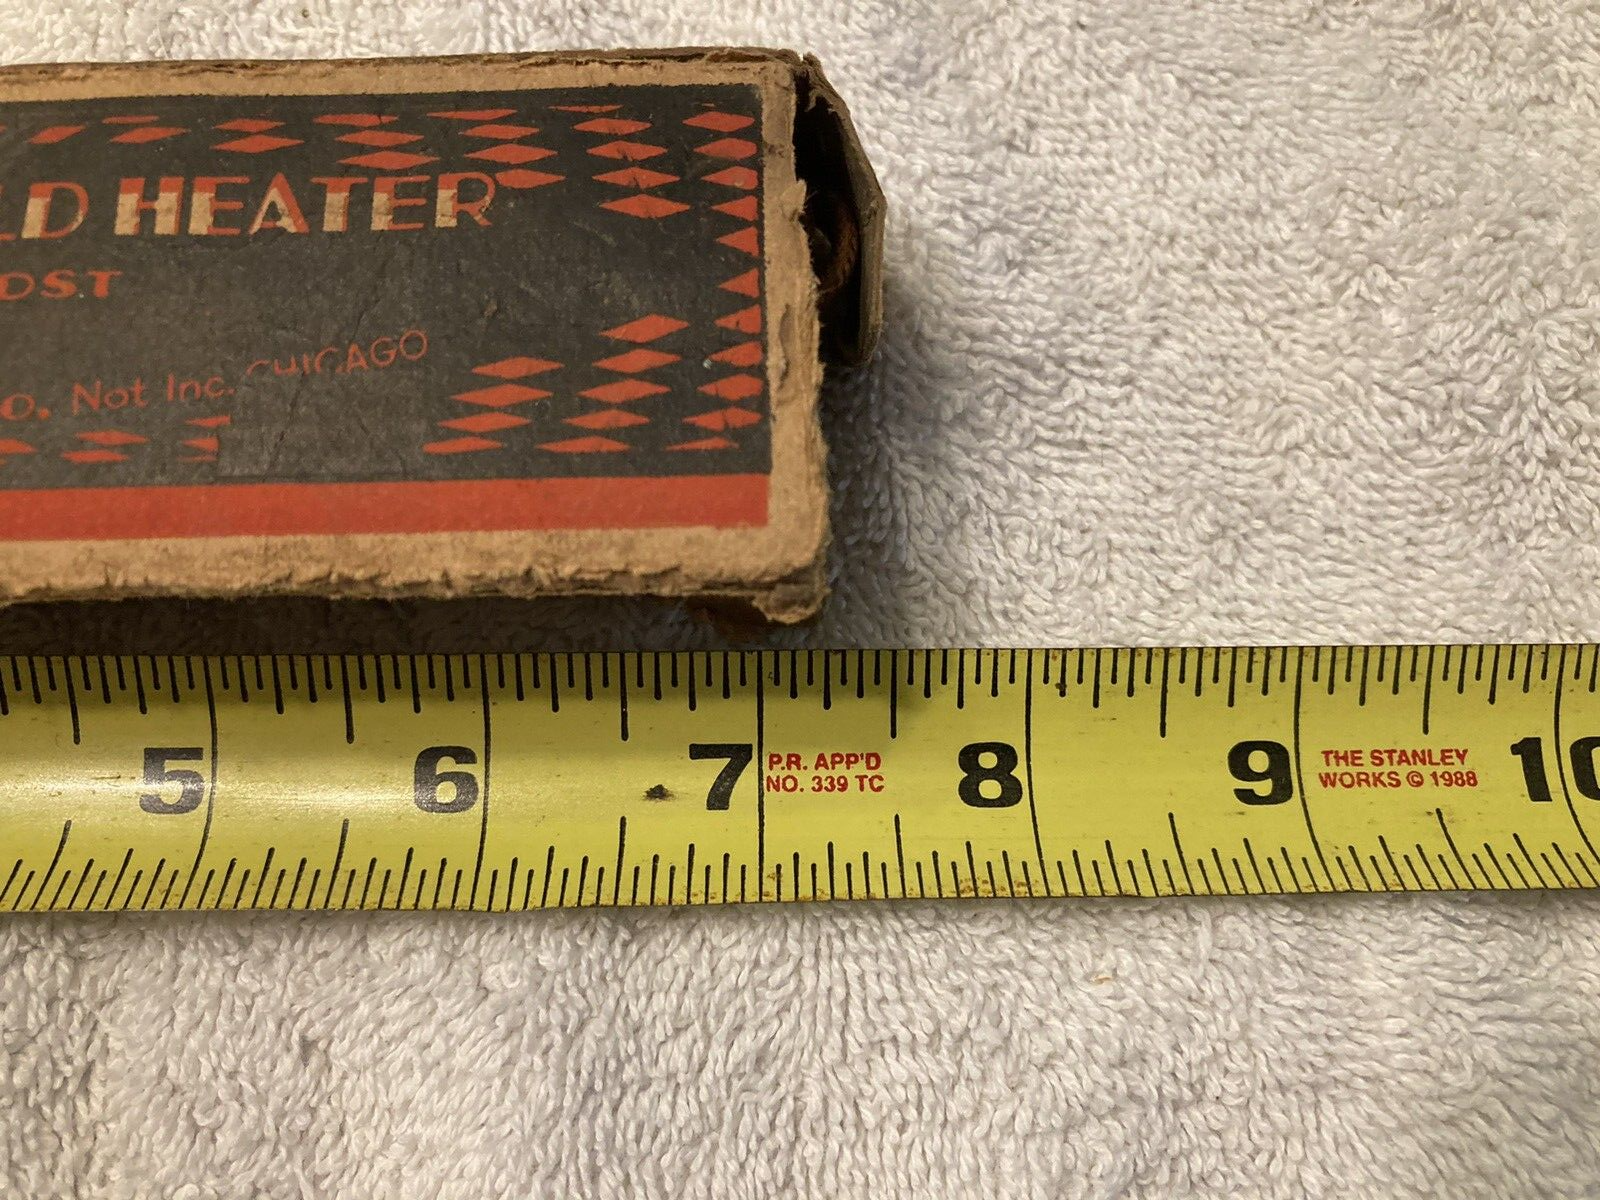 LD HEATER
OST
O. Not Inc. CHICAGO
5 6 7 8 9 10
P.R. APP'D
NO. 339 TC
THE STANLEY
WORKS © 1988